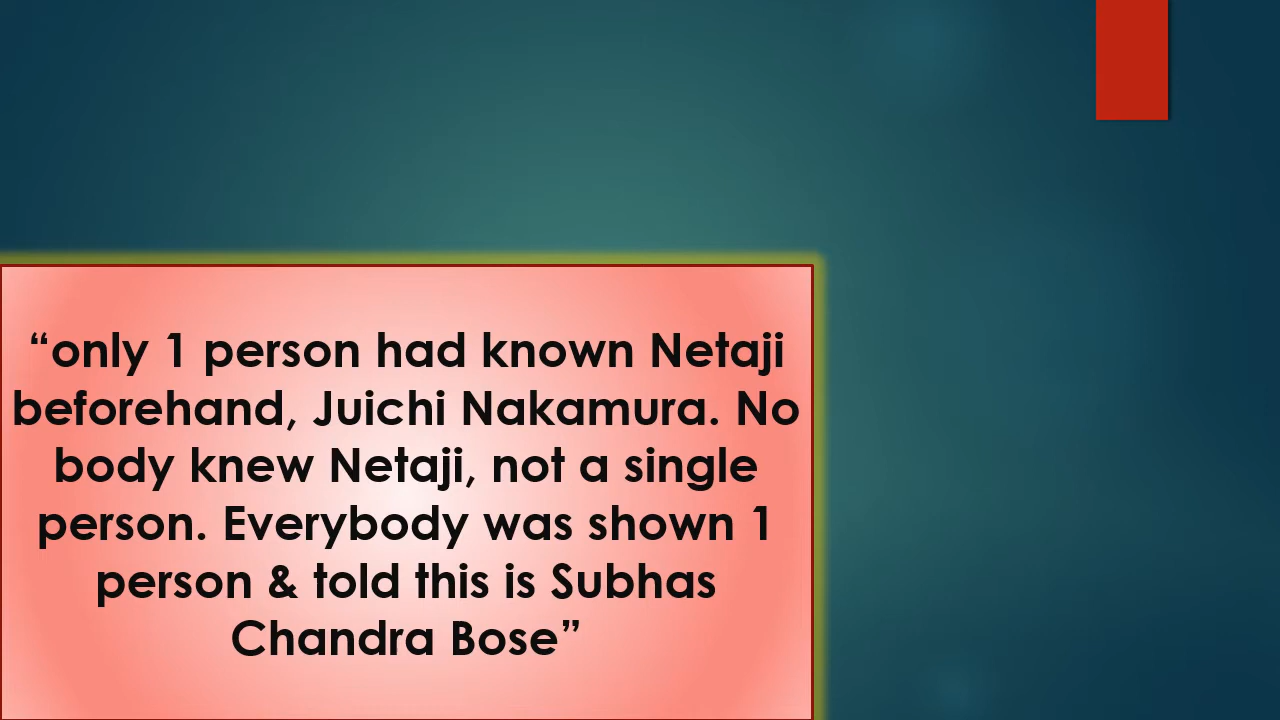 “only 1 person had known Netaji
beforehand, Juichi Nakamura. No
body knew Netaji, not a single
person. Everybody was shown 1
person & told this is Subhas
Chandra Bose”